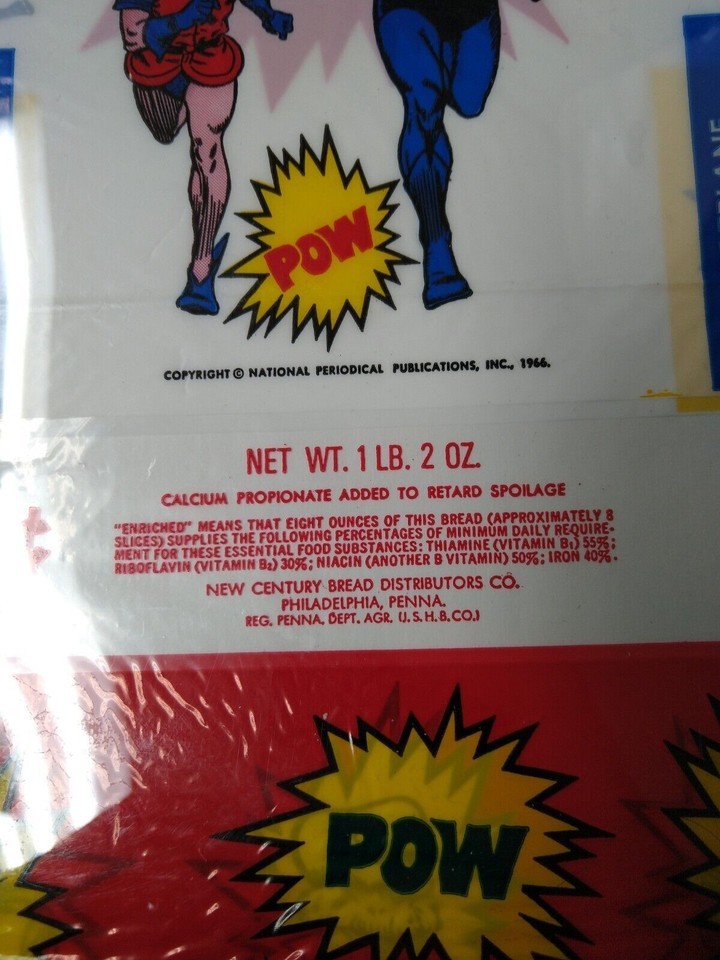 POW
COPYRIGHT © NATIONAL PERIODICAL PUBLICATIONS, INC., 1966.
NET WT. 1 LB. 2 OZ.
CALCIUM PROPIONATE ADDED TO RETARD SPOILAGE
"ENRICHED" MEANS THAT EIGHT OUNCES OF THIS BREAD (APPROXIMATELY 8
SLICES) SUPPLIES THE FOLLOWING PERCENTAGES OF MINIMUM DAILY REQUIRE-
MENT FOR THESE ESSENTIAL FOOD SUBSTANCES: THIAMINE (VITAMIN B₁) 55%;
RIBOFLAVIN (VITAMIN B₂) 30%; NIACIN (ANOTHER B VITAMIN) 50%; IRON 40%.
NEW CENTURY BREAD DISTRIBUTORS CO.
PHILADELPHIA, PENNA.
REG. PENNA. DEPT. AGR. (J.S.H.B.CO.)
POW